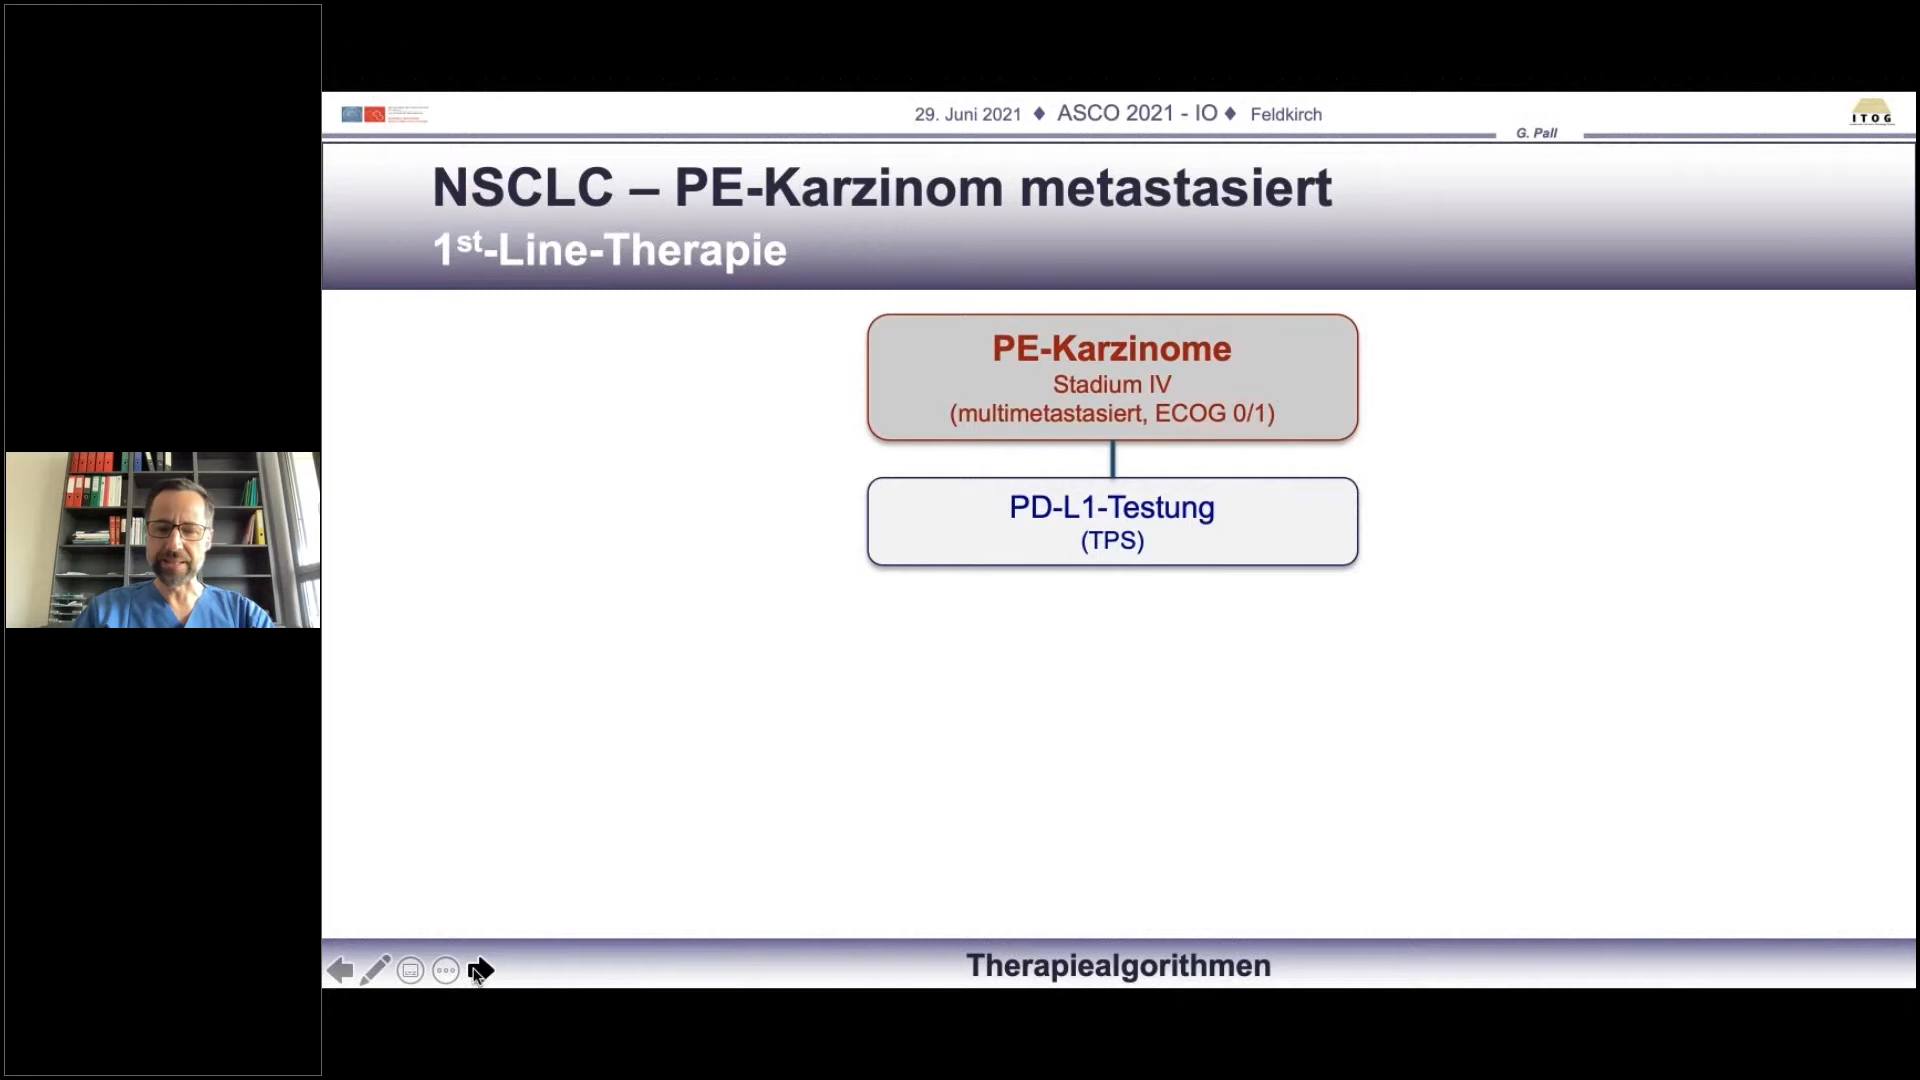 29. Juni 2021 ♦ ASCO 2021 - IO ♦ Feldkirch
G. Pall
ITOG
NSCLC – PE-Karzinom metastasiert
1st-Line-Therapie
PE-Karzinome
Stadium IV
(multimetastasiert, ECOG 0/1)
PD-L1-Testung
(TPS)
Therapiealgorithmen